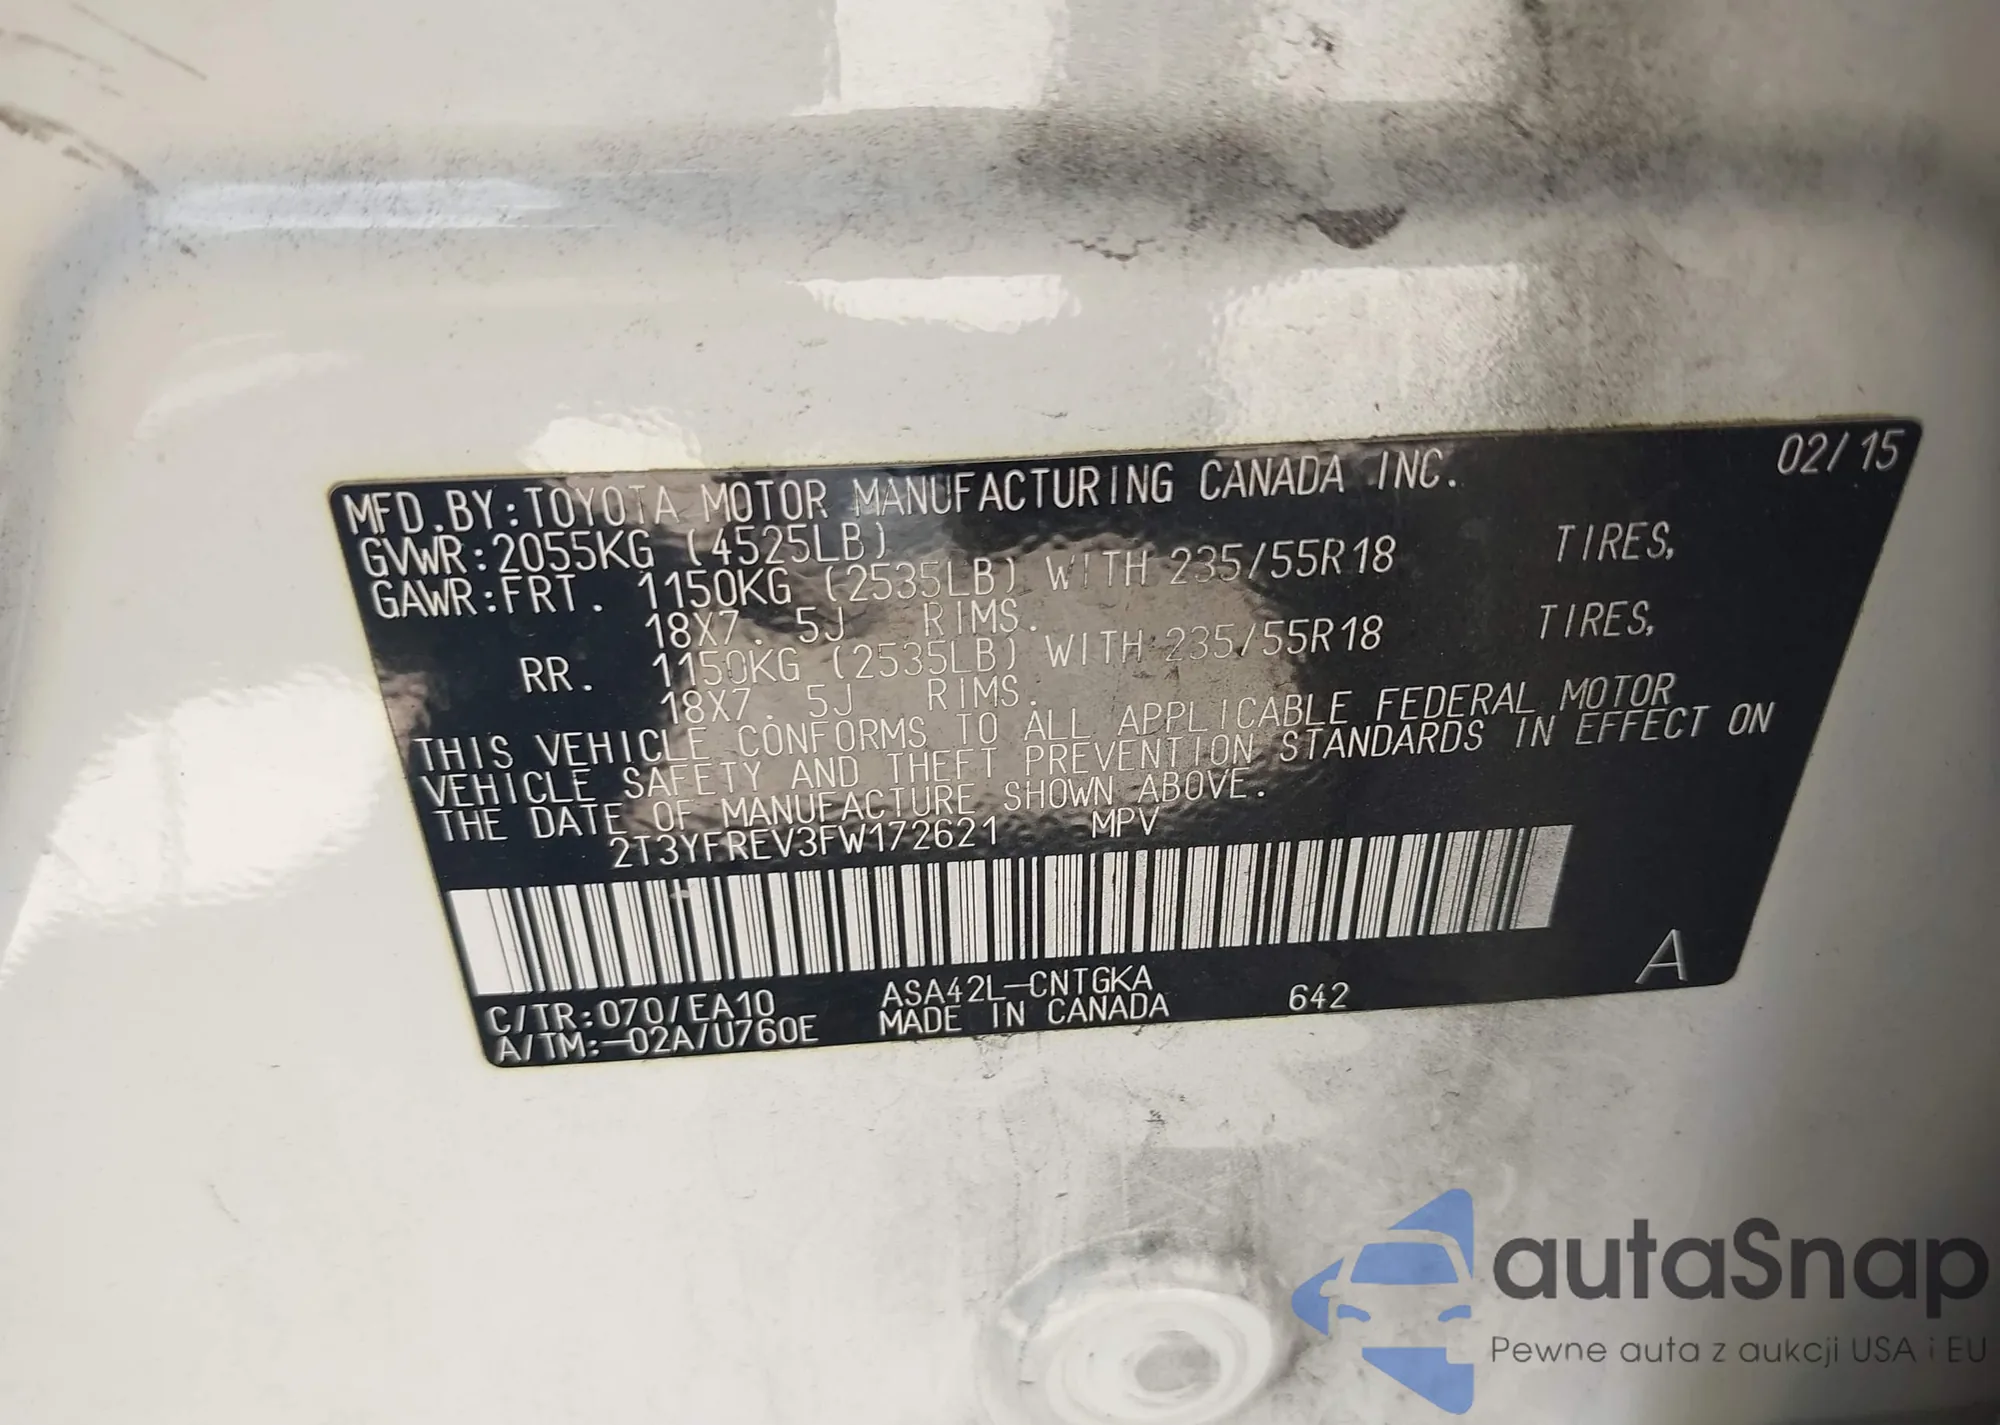 02/15
MFD.BY:TOYOTA MOTOR MANUFACTURING CANADA INC.
GVWR:2055KG (4525LB)
GAWR:FRT. 1150KG (2535LB) WITH 235/55R18 TIRES,
18X7.5J RIMS.
RR. 1150KG (2535LB) WITH 235/55R18 TIRES,
18X7.5J RIMS.
THIS VEHICLE CONFORMS TO ALL APPLICABLE FEDERAL MOTOR
VEHICLE SAFETY AND THEFT PREVENTION STANDARDS IN EFFECT ON
THE DATE OF MANUFACTURE SHOWN ABOVE.
2T3YFREV3FW172621 MPV
C/TR:070/EA10 ASA42L-CNTGKA 642 A
A/TM:-02A/U760E MADE IN CANADA
autaSnap
Pewne auta z aukcji USA i EU